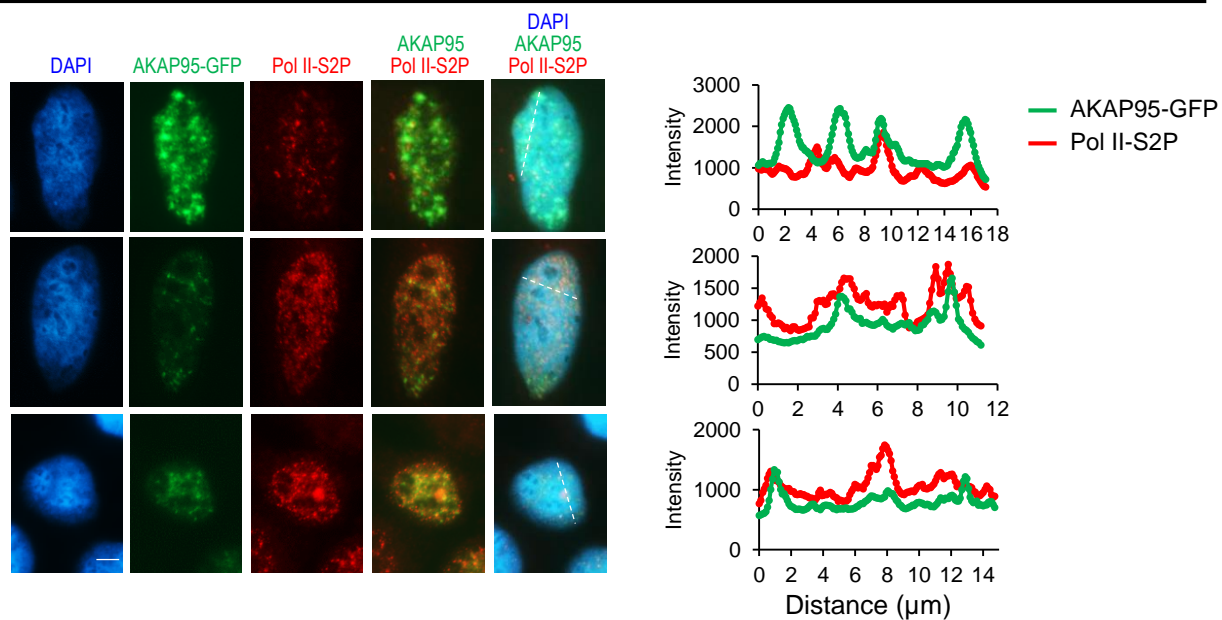 DAPI
AKAP95-GFP
Pol II-S2P
AKAP95
Pol II-S2P
DAPI
AKAP95
Pol II-S2P
Intensity
3000
2000
1000
0
0 2 4 6 8 10 12 14 16 18
AKAP95-GFP
Pol II-S2P
Intensity
2000
1500
1000
500
0
0 2 4 6 8 10 12
Intensity
2000
1000
0
0 2 4 6 8 10 12 14
Distance (μm)